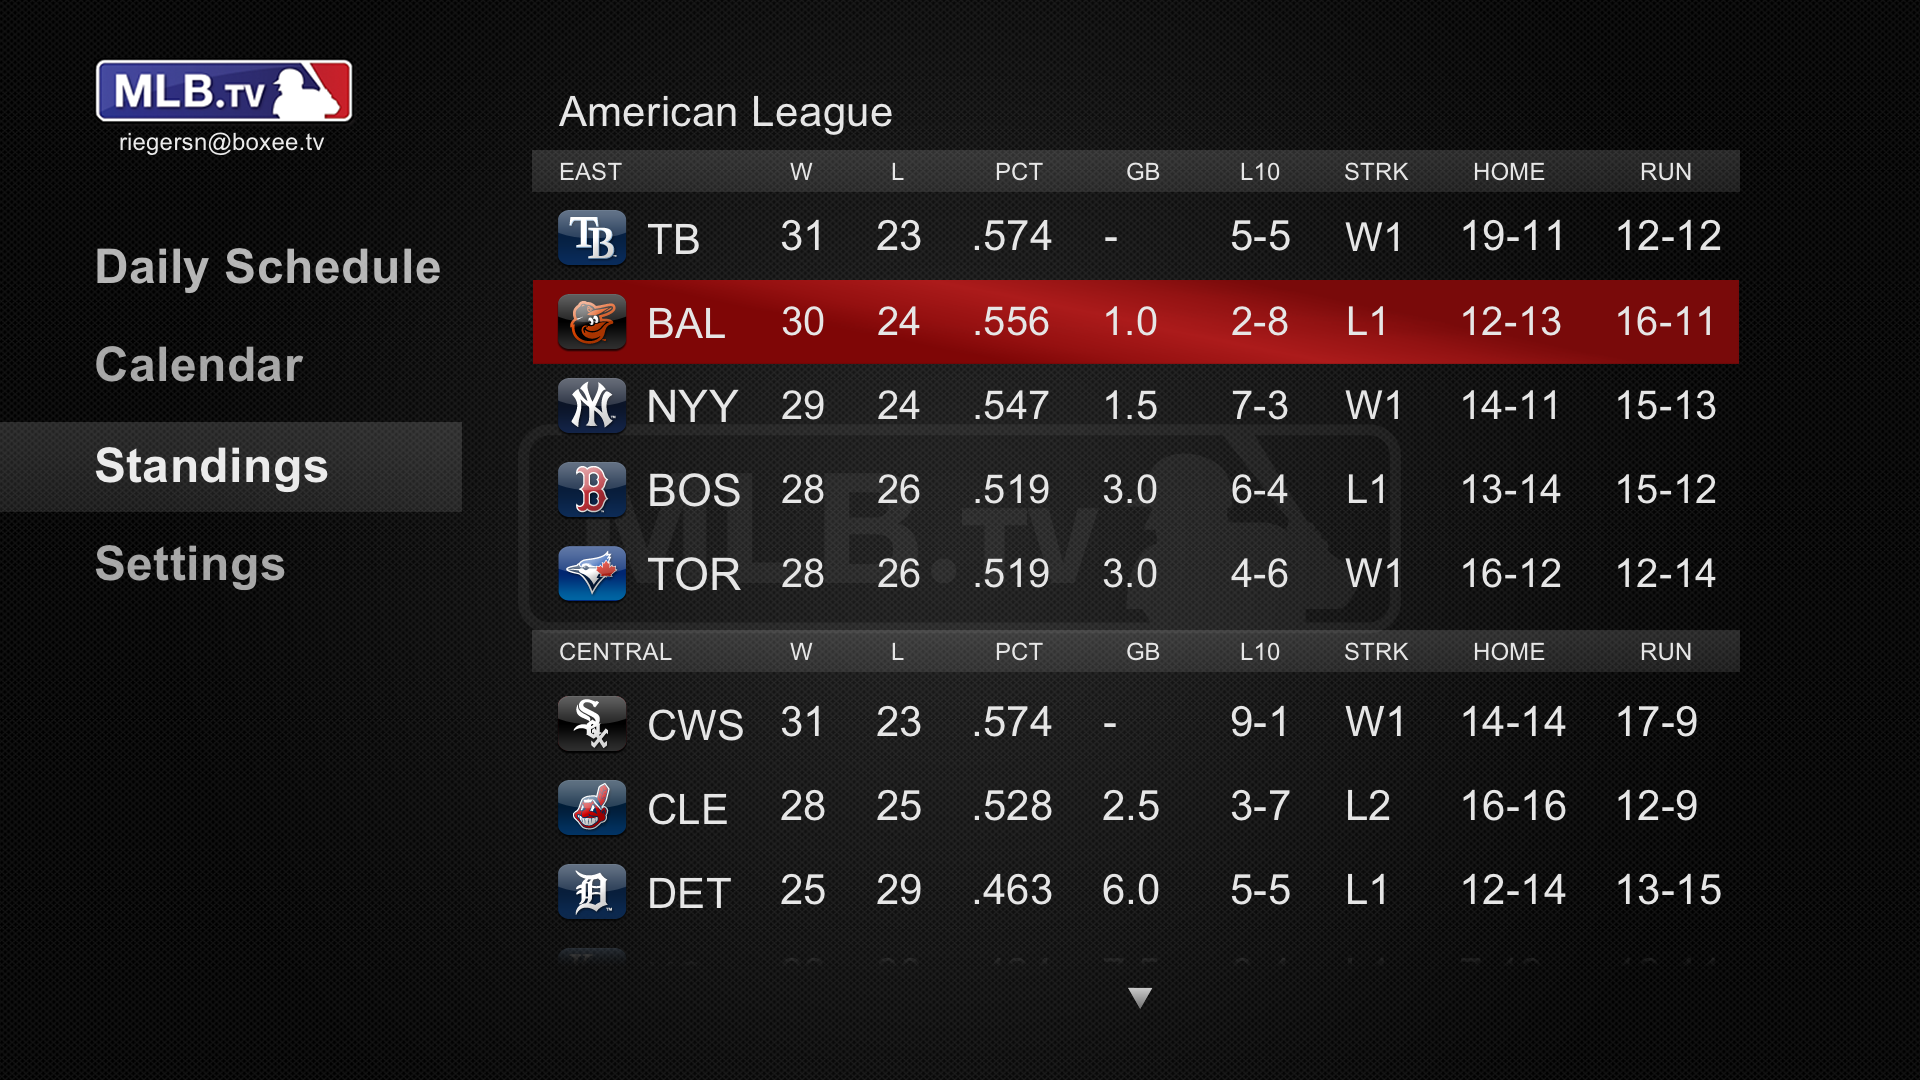 MLB.TV
riegersn@boxee.tv
Daily Schedule
Calendar
Standings
Settings
American League
EAST W L PCT GB L10 STRK HOME RUN
TB TB 31 23 .574 - 5-5 W1 19-11 12-12
BAL 30 24 .556 1.0 2-8 L1 12-13 16-11
NY NYY 29 24 .547 1.5 7-3 W1 14-11 15-13
B BOS 28 26 .519 3.0 6-4 L1 13-14 15-12
TOR 28 26 .519 3.0 4-6 W1 16-12 12-14
MLB.TV
CENTRAL W L PCT GB L10 STRK HOME RUN
Sox CWS 31 23 .574 - 9-1 W1 14-14 17-9
CLE 28 25 .528 2.5 3-7 L2 16-16 12-9
D DET 25 29 .463 6.0 5-5 L1 12-14 13-15